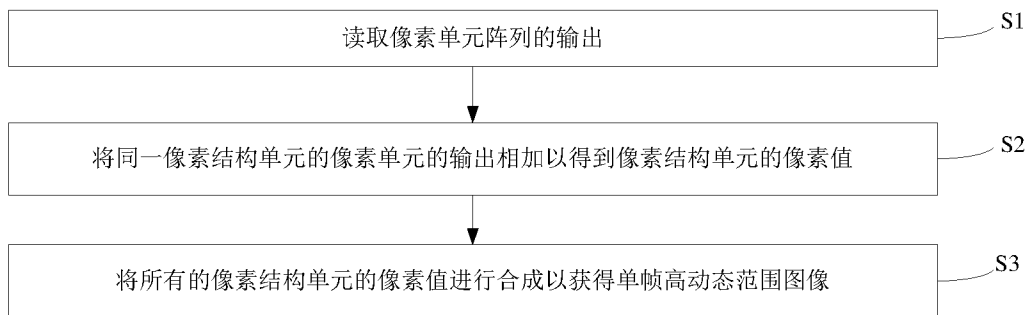 读取像素单元阵列的输出
S1
将同一像素结构单元的像素单元的输出相加以得到像素结构单元的像素值
S2
将所有的像素结构单元的像素值进行合成以获得单帧高动态范围图像
S3